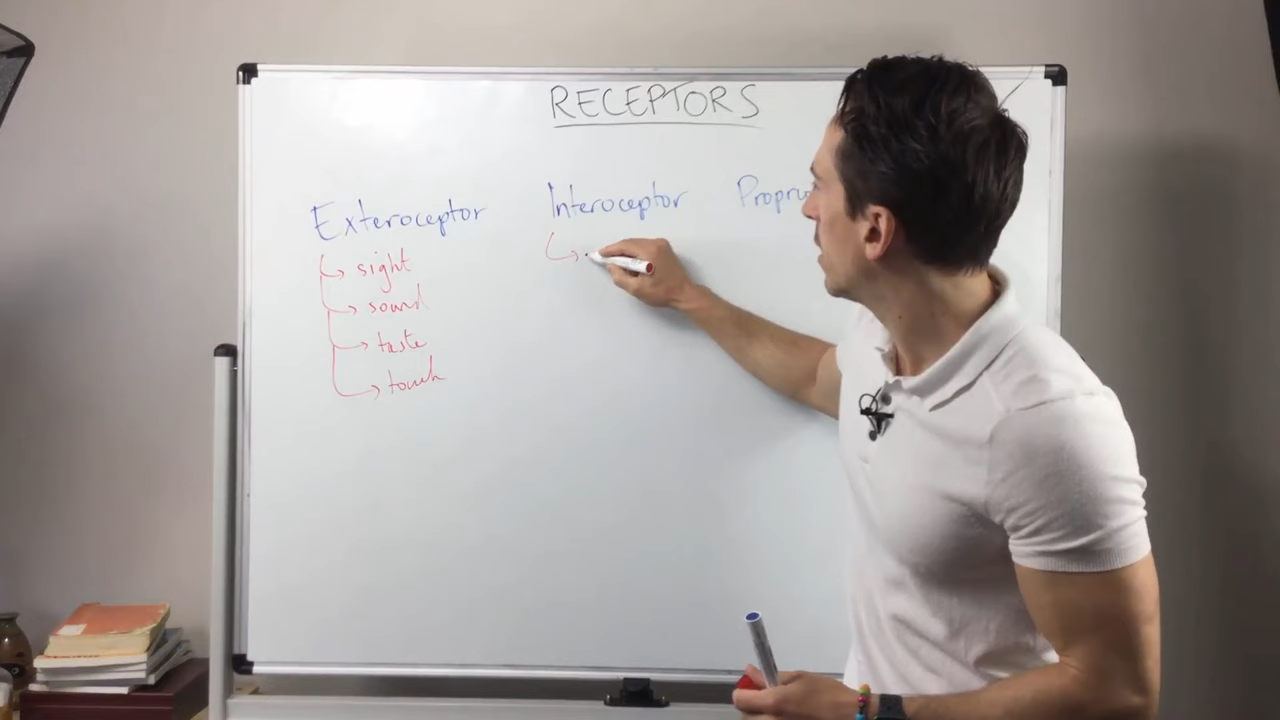 RECEPTORS
Exteroceptor
Interoceptor
sight
sound
taste
touch